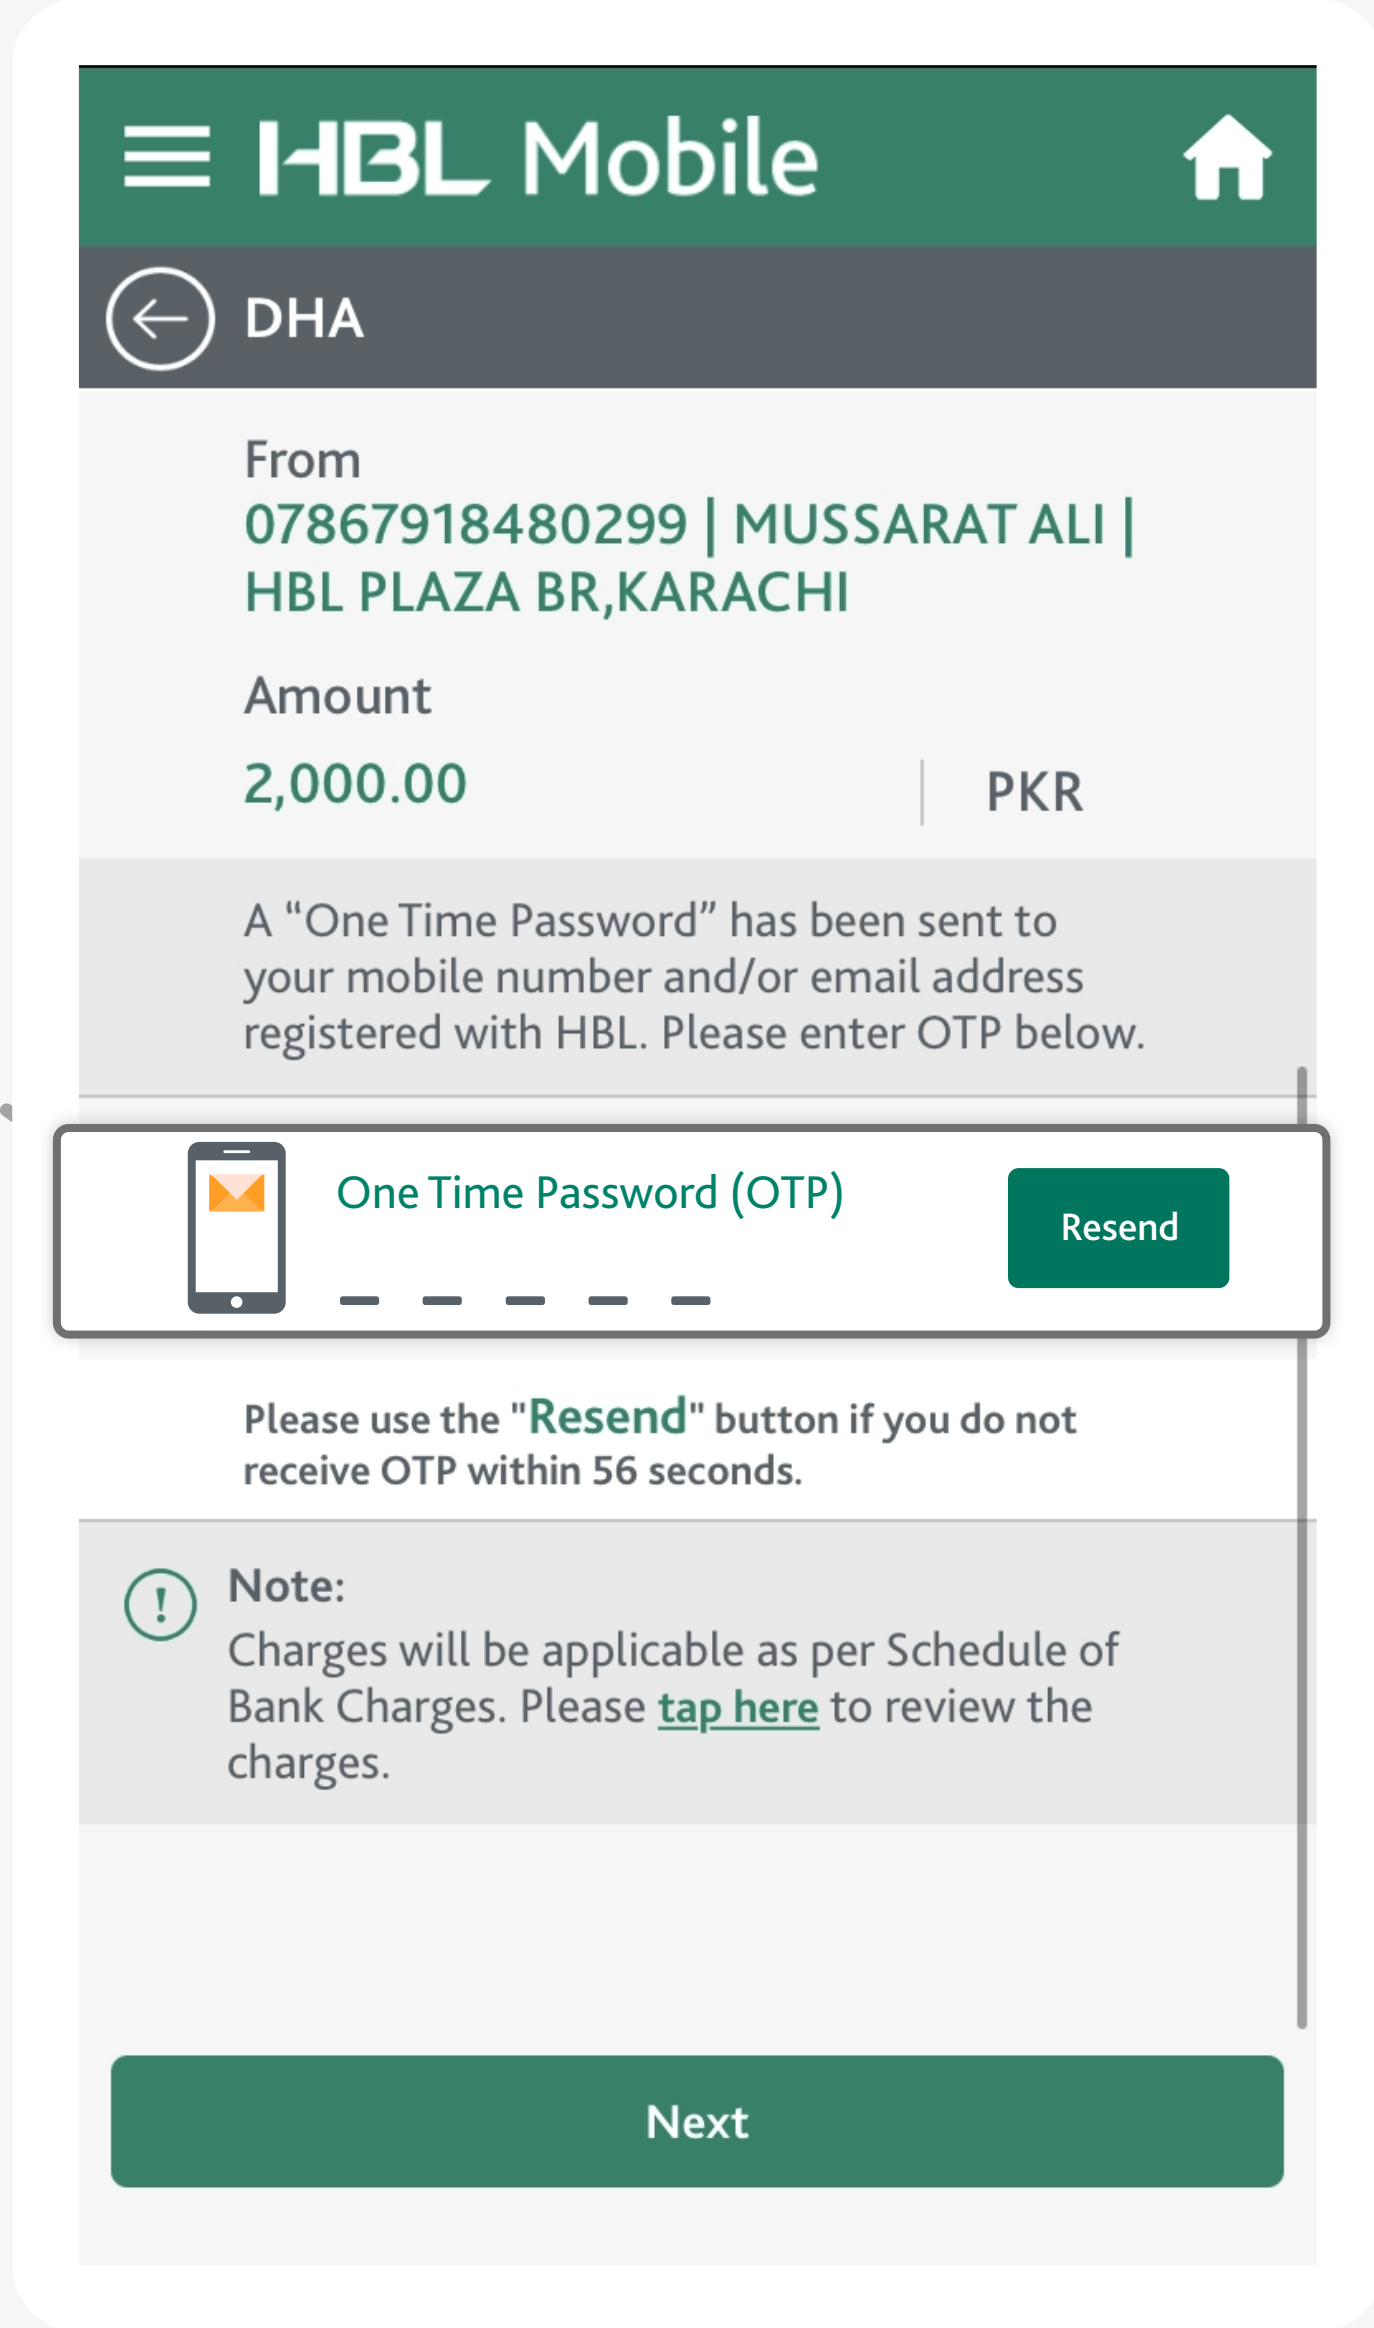 HBL Mobile
DHA
From
07867918480299 | MUSSARAT ALI |
HBL PLAZA BR,KARACHI
Amount
2,000.00 | PKR
A “One Time Password” has been sent to
your mobile number and/or email address
registered with HBL. Please enter OTP below.
One Time Password (OTP)
Resend
Please use the "Resend" button if you do not
receive OTP within 56 seconds.
!
Note:
Charges will be applicable as per Schedule of
Bank Charges. Please tap here to review the
charges.
Next